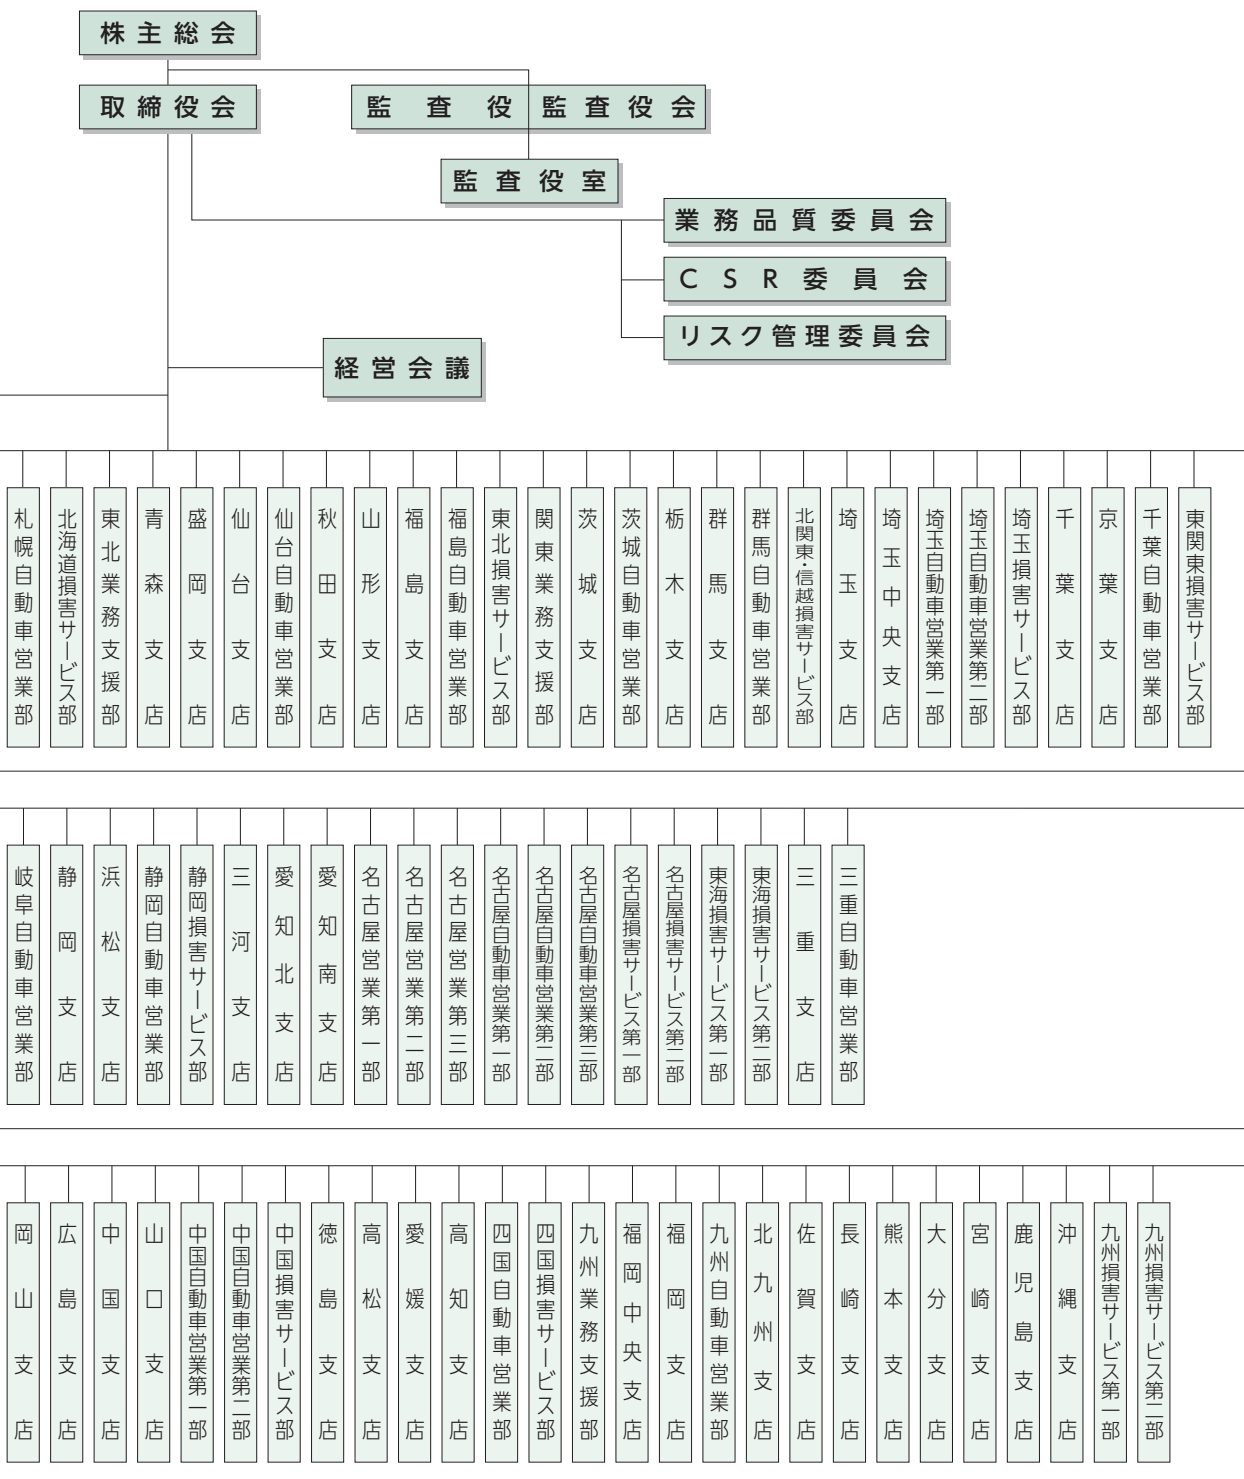 株主総会
取締役会
監査役
監査役会
監査役室
業務品質委員会
CSR委員会
リスク管理委員会
経営会議
札幌自動車営業部
北海道損害サービス部
東北業務支援部
青森支店
盛岡支店
仙台支店
仙台自動車営業部
秋田支店
山形支店
福島支店
福島自動車営業部
東北損害サービス部
関東業務支援部
茨城支店
茨城自動車営業部
栃木支店
群馬支店
群馬自動車営業部
北関東・信越損害サービス部
埼玉支店
埼玉中央支店
埼玉自動車営業第一部
埼玉自動車営業第二部
埼玉損害サービス部
千葉支店
京葉支店
千葉自動車営業部
東関東損害サービス部
岐阜自動車営業部
静岡支店
浜松支店
静岡自動車営業部
静岡損害サービス部
三河支店
愛知北支店
愛知南支店
名古屋営業第一部
名古屋営業第二部
名古屋営業第三部
名古屋自動車営業第一部
名古屋自動車営業第二部
名古屋自動車営業第三部
名古屋損害サービス第一部
名古屋損害サービス第二部
東海損害サービス第一部
東海損害サービス第二部
三重支店
三重自動車営業部
岡山支店
広島支店
中国支店
山口支店
中国自動車営業第一部
中国自動車営業第二部
中国損害サービス部
徳島支店
高松支店
愛媛支店
高知支店
四国自動車営業部
四国損害サービス部
九州業務支援部
福岡中央支店
福岡支店
九州自動車営業部
北九州支店
佐賀支店
長崎支店
熊本支店
大分支店
宮崎支店
鹿児島支店
沖縄支店
九州損害サービス第一部
九州損害サービス第二部